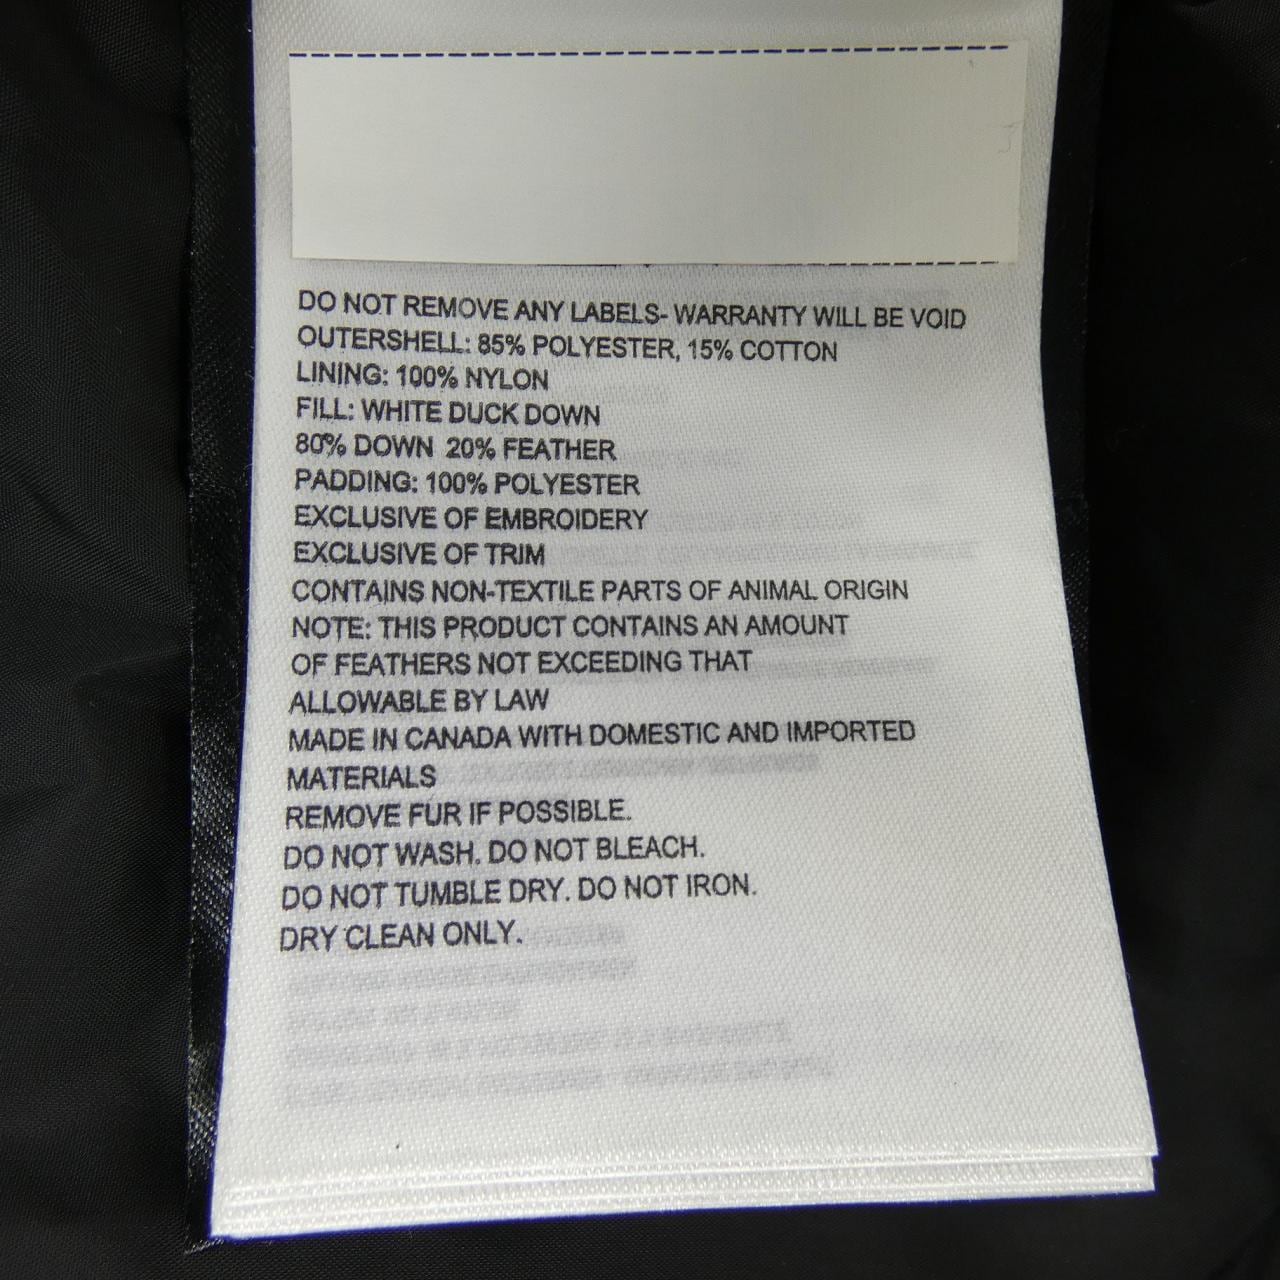 DO NOT REMOVE ANY LABELS- WARRANTY WILL BE VOID
OUTERSHELL: 85% POLYESTER, 15% COTTON
LINING: 100% NYLON
FILL: WHITE DUCK DOWN
80% DOWN 20% FEATHER
PADDING: 100% POLYESTER
EXCLUSIVE OF EMBROIDERY
EXCLUSIVE OF TRIM
CONTAINS NON-TEXTILE PARTS OF ANIMAL ORIGIN
NOTE: THIS PRODUCT CONTAINS AN AMOUNT
OF FEATHERS NOT EXCEEDING THAT
ALLOWABLE BY LAW
MADE IN CANADA WITH DOMESTIC AND IMPORTED
MATERIALS
REMOVE FUR IF POSSIBLE.
DO NOT WASH. DO NOT BLEACH.
DO NOT TUMBLE DRY. DO NOT IRON.
DRY CLEAN ONLY.